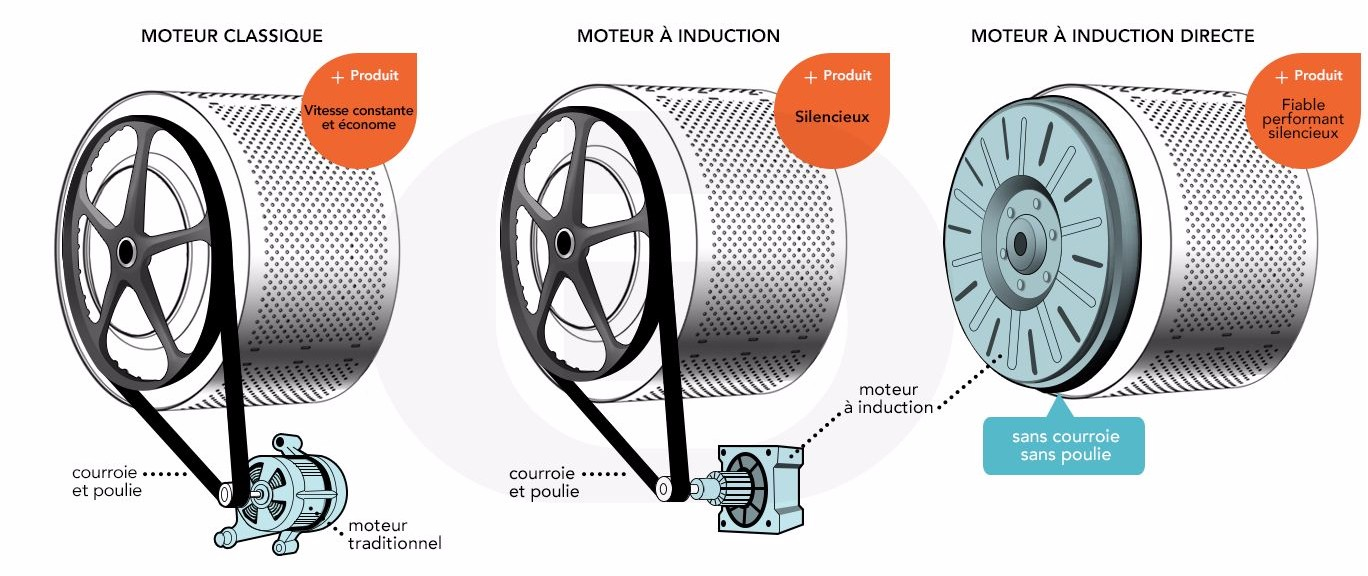 MOTEUR CLASSIQUE
+ Produit
Vitesse constante
et économe
courroie
et poulie
moteur
traditionnel
MOTEUR À INDUCTION
+ Produit
Silencieux
courroie
et poulie
moteur
à induction
MOTEUR À INDUCTION DIRECTE
+ Produit
Fiable
performant
silencieux
sans courroie
sans poulie